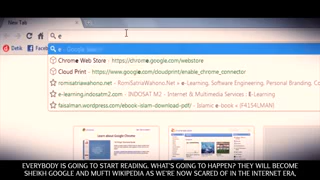 New Tab
e
Detik
Fa
e - Google Search
Chrome Web Store - https://chrome.google.com/webstore
Cloud Print - https://www.google.com/cloudprint/enable_chrome_connector
romisatriawahono.net - RomiSatriaWahono.Net » e-Learning, Software Engineering, Personal Branding, C
e-learning.indosatm2.com - INDOSAT M2 - Internet & Multimedia Services : E-Learning
faisalman.wordpress.com/ebook-islam-download-pdf/ - Islamic e-book « [F4154LM4N]
EVERYBODY IS GOING TO START READING. WHAT'S GOING TO HAPPEN? THEY WILL BECOME
SHEIKH GOOGLE AND MUFTI WIKIPEDIA AS WE'RE NOW SCARED OF IN THE INTERNET ERA.